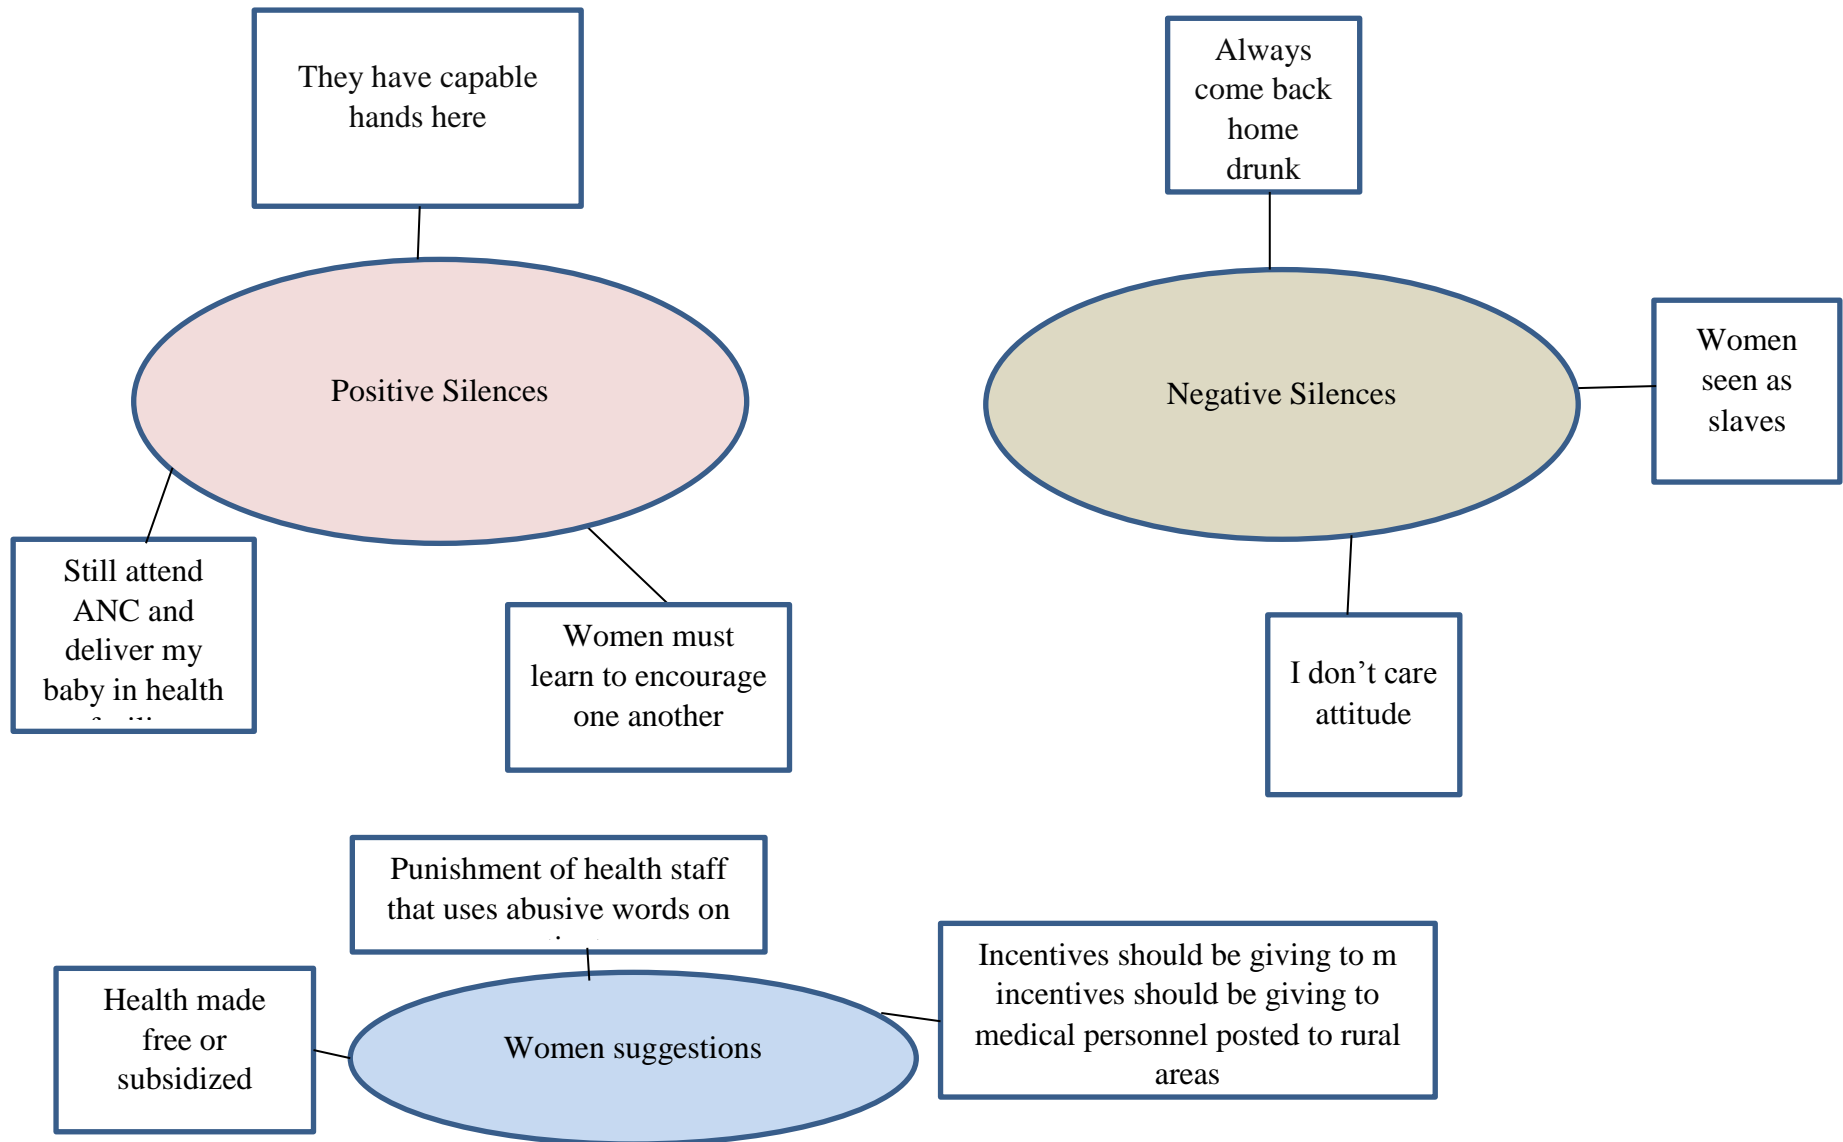 They have capable
hands here
Always
come back
home
drunk
Positive Silences
Negative Silences
Women
seen as
slaves
Still attend
ANC and
deliver my
baby in health
Women must
learn to encourage
one another
I don’t care
attitude
Punishment of health staff
that uses abusive words on
Incentives should be giving to m
incentives should be giving to
medical personnel posted to rural
areas
Health made
free or
subsidized
Women suggestions